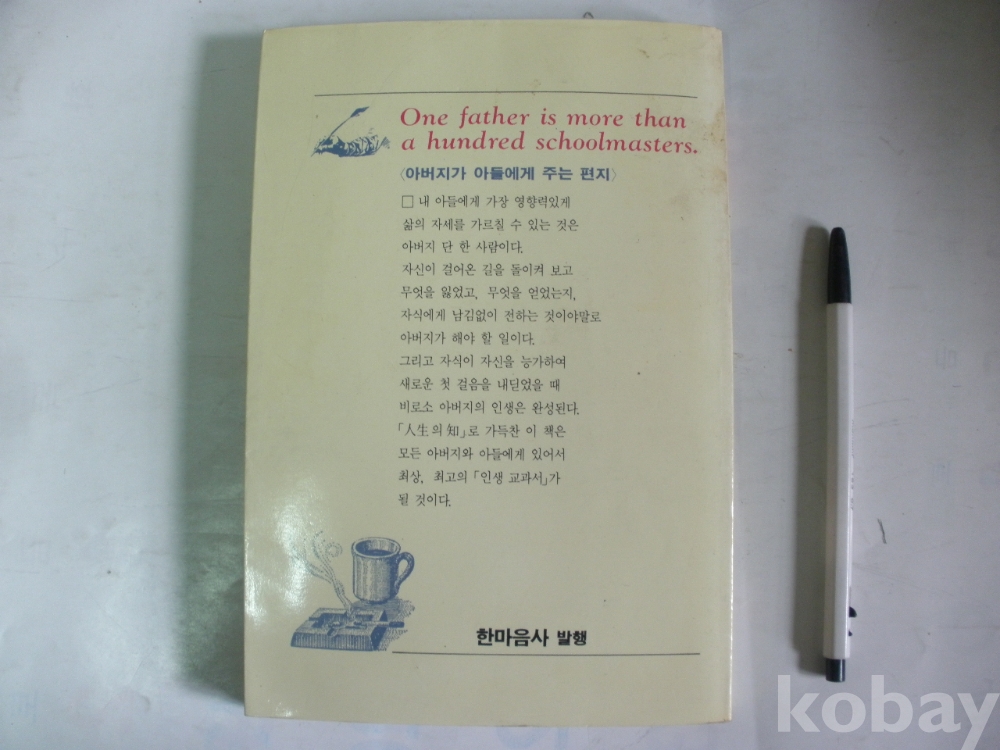 One father is more than
a hundred schoolmasters.
〈아버지가 아들에게 주는 편지〉
□ 내 아들에게 가장 영향력있게
삶의 자세를 가르칠 수 있는 것은
아버지 단 한 사람이다.
자신이 걸어온 길을 돌이켜 보고
무엇을 잃었고, 무엇을 얻었는지,
자식에게 남김없이 전하는 것이야말로
아버지가 해야 할 일이다.
그리고 자식이 자신을 능가하여
새로운 첫 걸음을 내딛었을 때
비로소 아버지의 인생은 완성된다.
「人生의 知」로 가득찬 이 책은
모든 아버지와 아들에게 있어서
최상, 최고의 「인생 교과서」가
될 것이다.
한마음사 발행
kobay